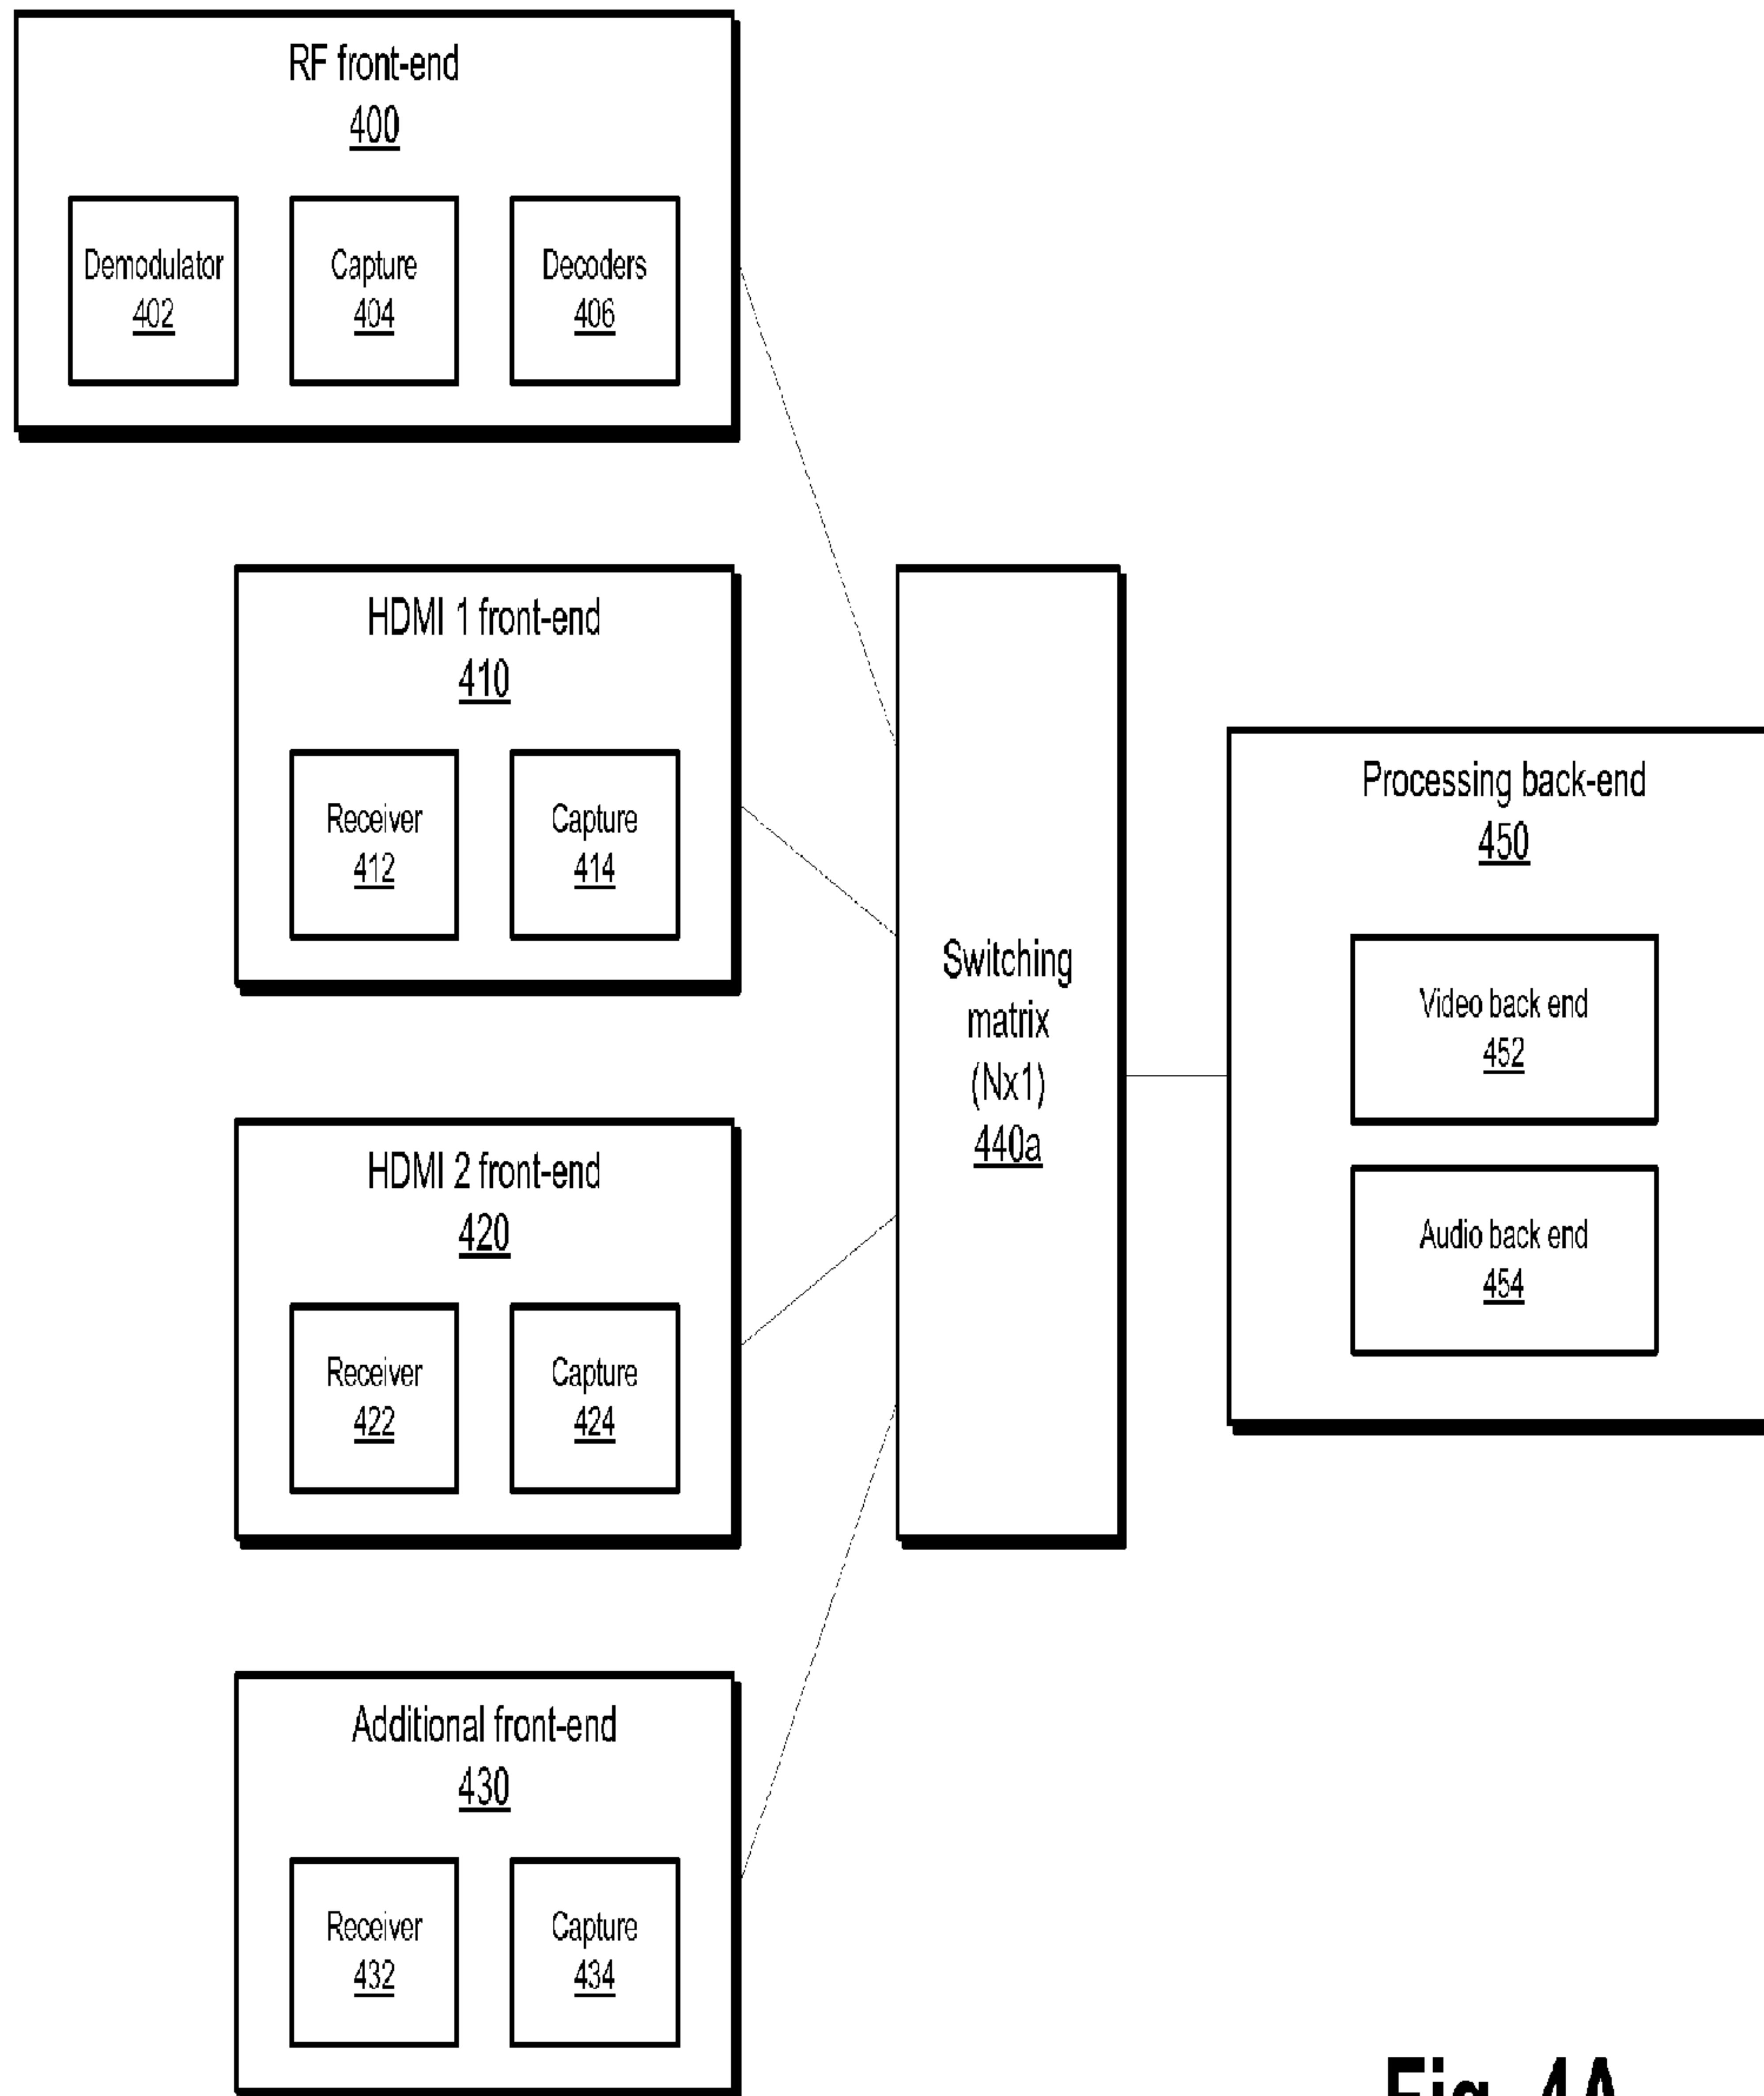 RF front-end
400
Demodulator
402
Capture
404
Decoders
406
HDMI 1 front-end
410
Receiver
412
Capture
414
HDMI 2 front-end
420
Receiver
422
Capture
424
Additional front-end
430
Receiver
432
Capture
434
Switching
matrix
(Nx1)
440a
Processing back-end
450
Video back end
452
Audio back end
454
Fig. 4A